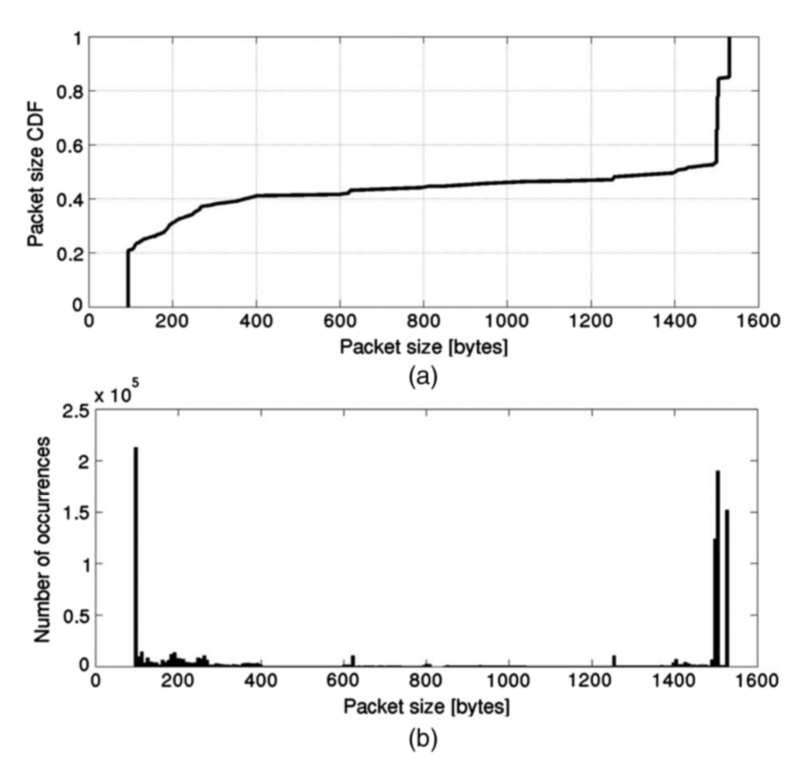 1
0.8
0.6
0.4
0.2
0
Packet size CDF
0 200 400 600 800 1000 1200 1400 1600
Packet size [bytes]
(a)
x 10^5
2.5
2
1.5
1
0.5
0
Number of occurrences
0 200 400 600 800 1000 1200 1400 1600
Packet size [bytes]
(b)